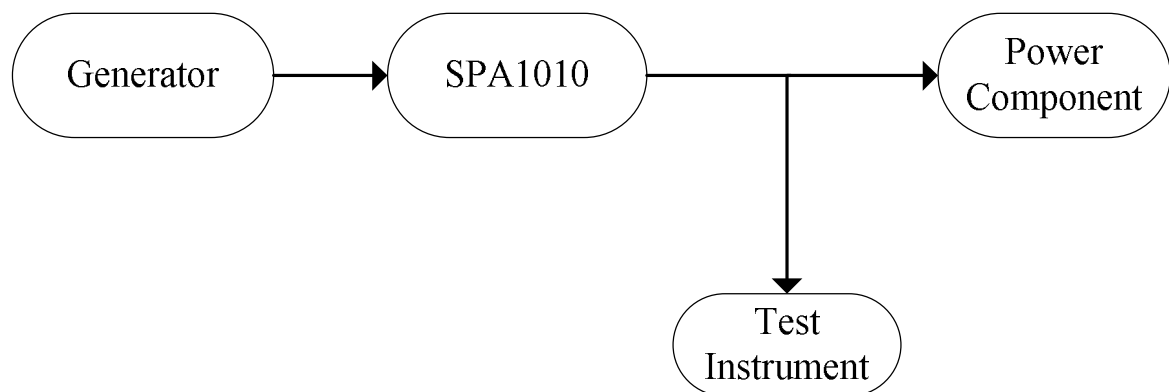 Generator
SPA1010
Power
Component
Test
Instrument